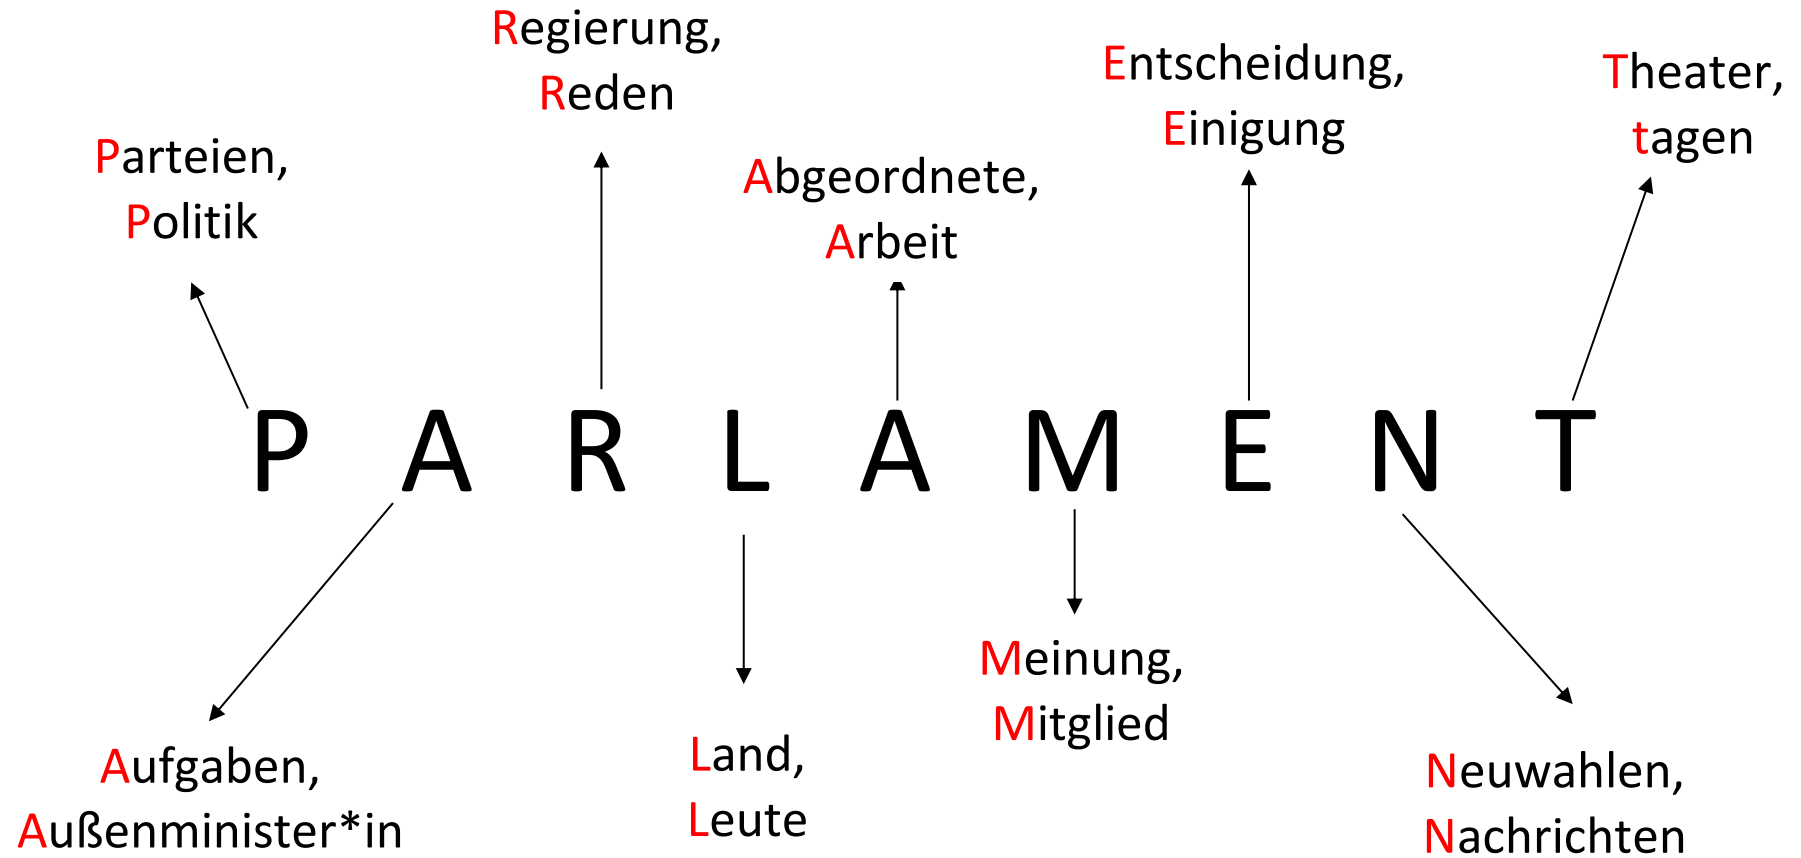 Regierung,
Reden
Entscheidung,
Einigung
Theater,
tagen
Parteien,
Politik
Abgeordnete,
Arbeit
P A R L A M E N T
Aufgaben,
Außenminister*in
Land,
Leute
Meinung,
Mitglied
Neuwahlen,
Nachrichten